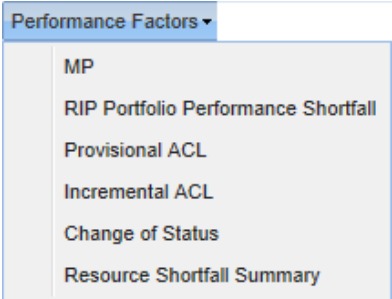 Performance Factors
MP
RIP Portfolio Performance Shortfall
Provisional ACL
Incremental ACL
Change of Status
Resource Shortfall Summary